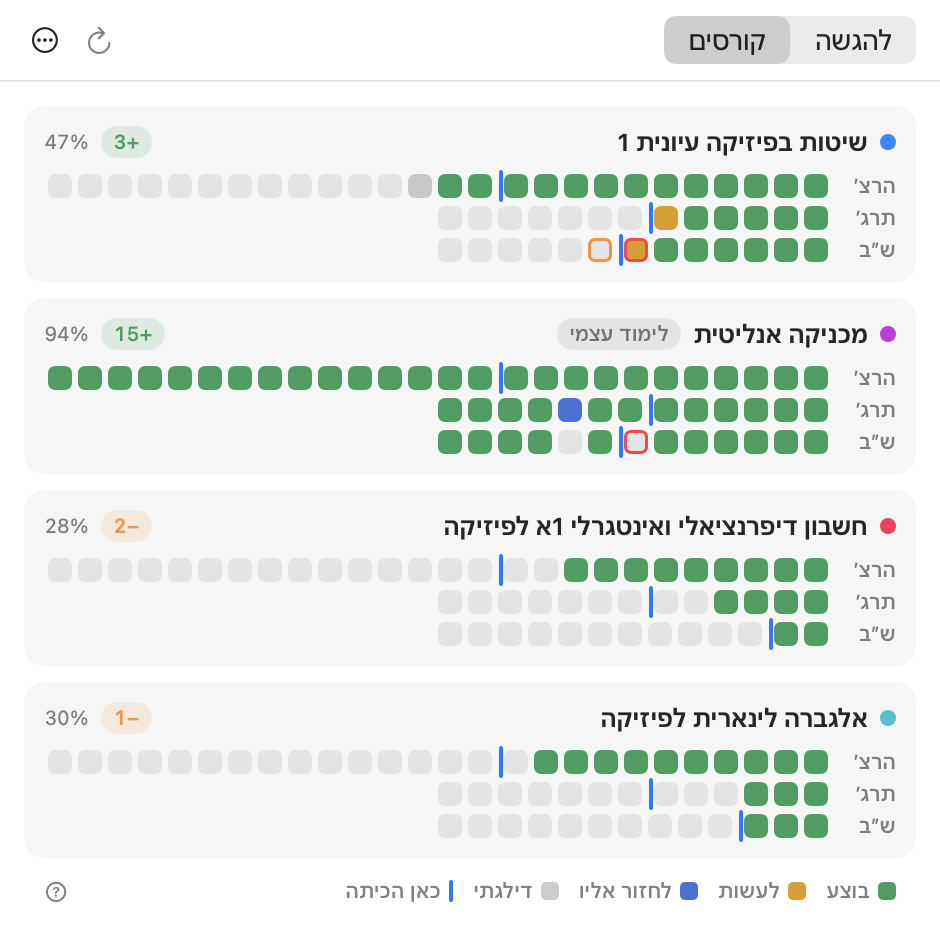 להגשה קורסים
שיטות בפיזיקה עיונית 1 +3 47%
הרצ׳
תרג׳
ש״ב
מכניקה אנליטית לימוד עצמי +15 94%
הרצ׳
תרג׳
ש״ב
חשבון דיפרנציאלי ואינטגרלי 1א לפיזיקה −2 28%
הרצ׳
תרג׳
ש״ב
אלגברה לינארית לפיזיקה −1 30%
הרצ׳
תרג׳
ש״ב
בוצע לעשות לחזור אליו דילגתי כאן הכיתה ?